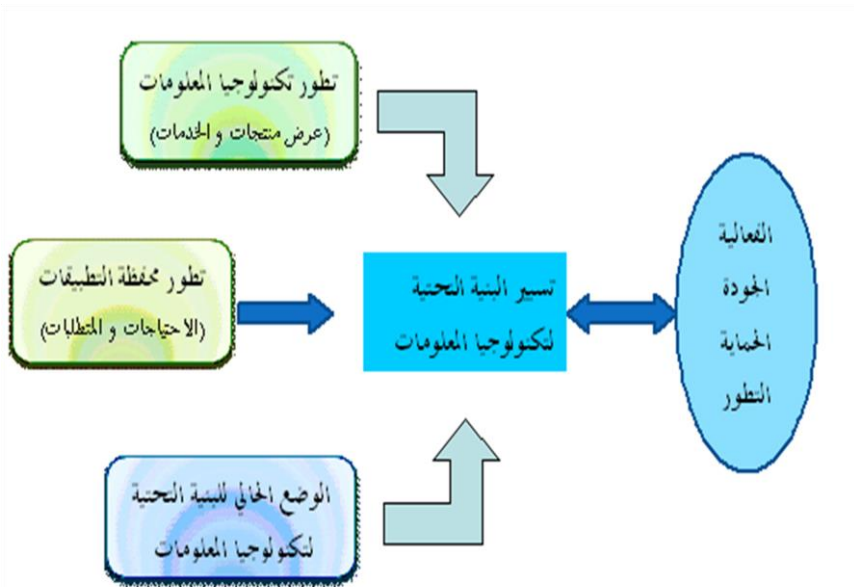 تطور تكنولوجيا المعلومات
(عرض منتجات و الخدمات)
تطور محفظة التطبيقات
(الاحتياجات و المتطلبات)
الوضع الحالي للبنية التحتية
لتكنولوجيا المعلومات
تسيير البنية التحتية
لتكنولوجيا المعلومات
الفعالية
الجودة
الحماية
التطور